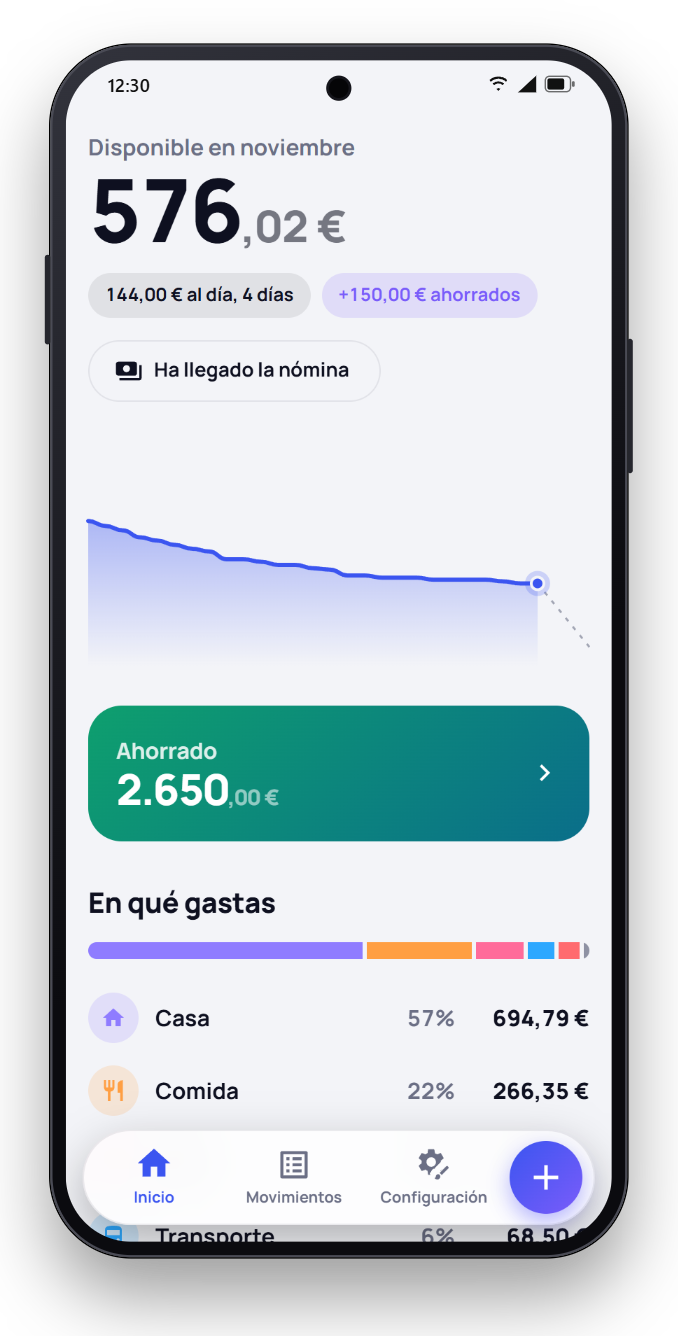 12:30
Disponible en noviembre
576,02 €
144,00 € al día, 4 días
+150,00 € ahorrados
Ha llegado la nómina
Ahorrado
2.650,00 €
En qué gastas
Casa 57% 694,79 €
Comida 22% 266,35 €
Inicio Movimientos Configuración
Transporte 6% 68,50 €